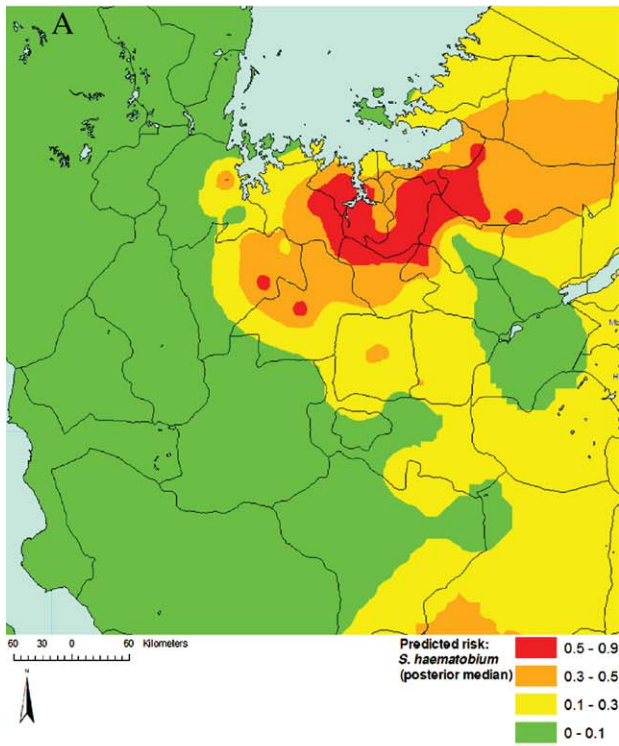 A
60 30 0 60 Kilometers
N
Predicted risk:
S. haematobium
(posterior median)
0.5 - 0.9
0.3 - 0.5
0.1 - 0.3
0 - 0.1